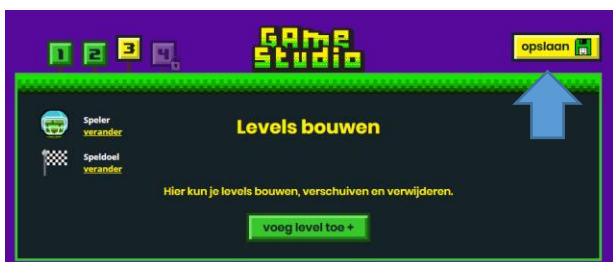 1 2 3 4
GAme
Studio
opslaan
Speler
verander
Levels bouwen
Speldoel
verander
Hier kun je levels bouwen, verschuiven en verwijderen.
voeg level toe +